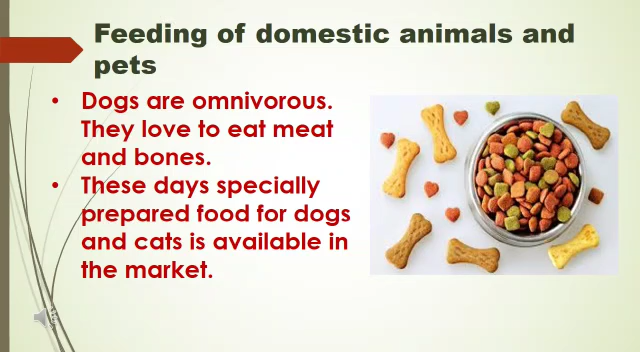 Feeding of domestic animals and
pets
• Dogs are omnivorous.
They love to eat meat
and bones.
• These days specially
prepared food for dogs
and cats is available in
the market.